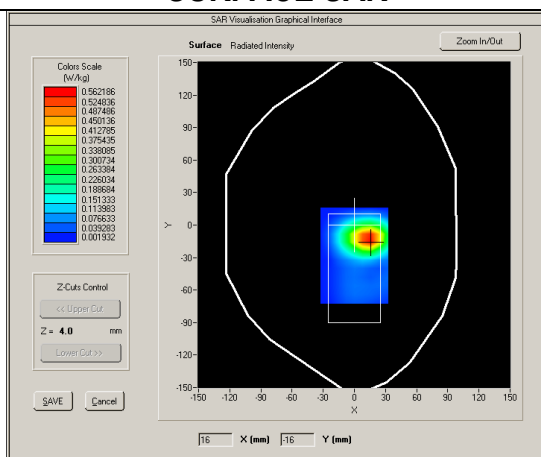 SAR Visualisation Graphical Interface
Surface Radiated Intensity
Zoom In/Out
Colors Scale
(W/kg)
0.562186
0.524836
0.487486
0.450136
0.412785
0.375435
0.338085
0.300734
0.263384
0.226034
0.188684
0.151333
0.113983
0.076633
0.039283
0.001932
Z-Cuts Control
<< Upper Cut
Z = 4.0 mm
Lower Cut >>
SAVE
Cancel
150
120
90
60
30
0
-30
-60
-90
-120
-150
Y
-150 -120 -90 -60 -30 0 30 60 90 120 150
X
16 X (mm) -16 Y (mm)